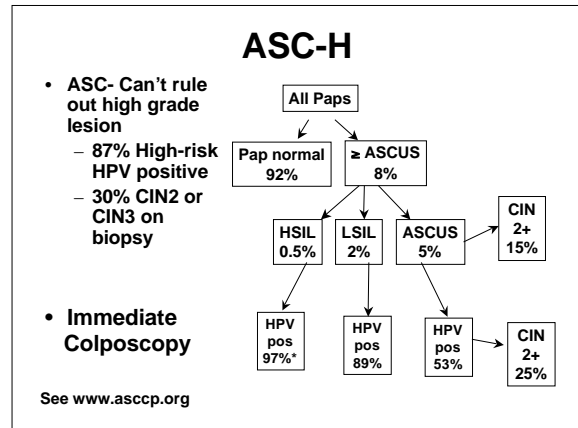 ASC-H
• ASC- Can't rule
out high grade
lesion
– 87% High-risk
HPV positive
– 30% CIN2 or
CIN3 on
biopsy
• Immediate
Colposcopy
See www.asccp.org
All Paps
Pap normal
92%
≥ ASCUS
8%
HSIL
0.5%
LSIL
2%
ASCUS
5%
CIN
2+
15%
HPV
pos
97%*
HPV
pos
89%
HPV
pos
53%
CIN
2+
25%